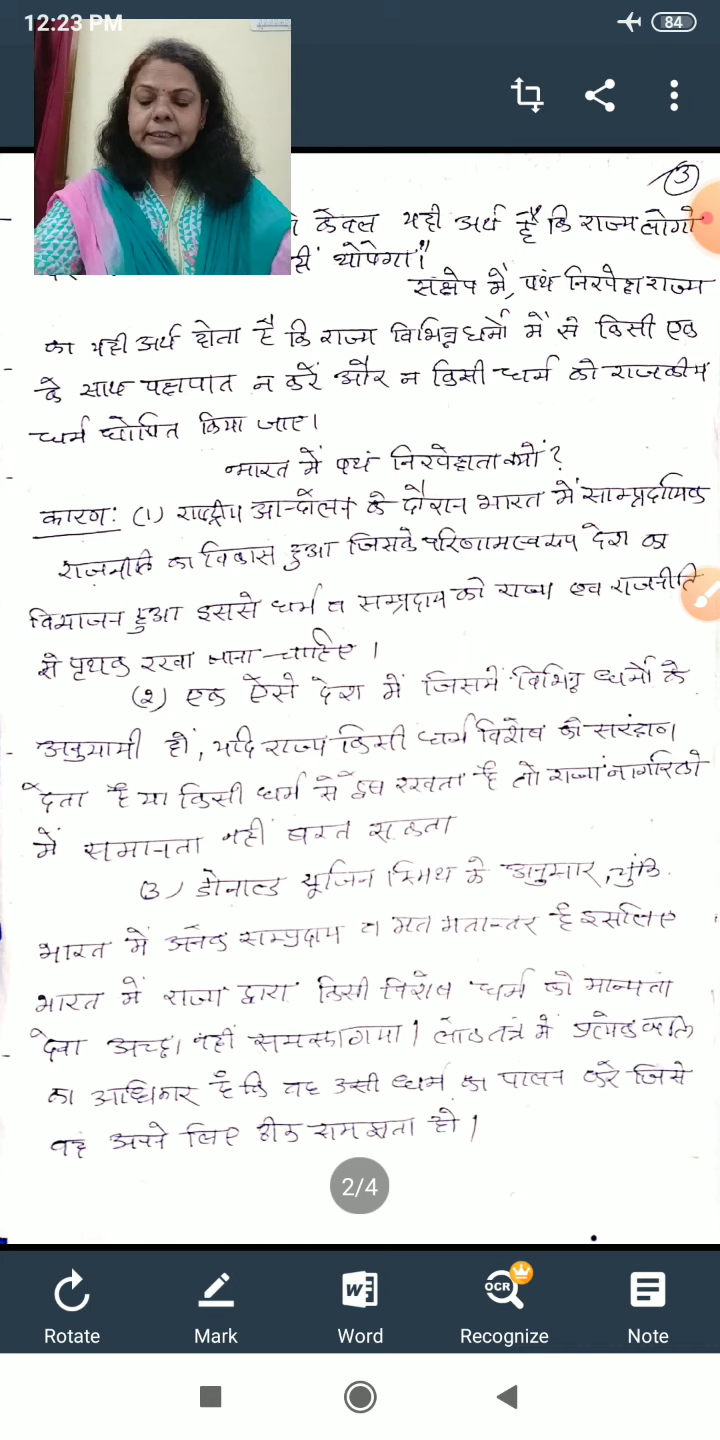 12:23 PM
84
3
केवल यही अर्थ है कि राज्य लोगो
थोपेगा"।
संक्षेप में, पथं निरपेक्ष राज्य
का यही अर्थ होता है कि राज्य विभिन्न धर्मो में से किसी एक
के साथ पक्षपात न करें और न किसी धर्म को राजकीय
धर्म घोषित किया जाए।
भारत में पथं निरपेक्षता क्यों?
कारण: (1) राष्ट्रीय आन्दोलन के दौरान भारत में साम्प्रदायिक
राजनीति का विकास हुआ जिसके परिणामस्वरूप देश का
विभाजन हुआ इससे धर्म व सम्प्रदाय को राज्य एवं राजनीति
से पृथक रखा जाना चाहिए।
(2) एक ऐसे देश में जिसमें विभिन्न धर्मों के
अनुयायी हों, यदि राज्य किसी धर्म विशेष को सरंक्षण
देता है या किसी धर्म से द्वेष रखता है तो राज्य नागरिको
में समानता नहीं बरत सकता
(3) डोनाल्ड यूजिन स्मिथ के अनुसार, चुंकि
भारत में अनेक सम्प्रदाय व मत मतान्तर है इसलिए
भारत में राज्य द्वारा किसी विशेष धर्म को मान्यता
देना अच्छा नहीं समझा गया। लोकतंत्र में प्रत्येक व्यक्ति
का अधिकार है कि वह उसी धर्म का पालन करे जिसे
वह अपने लिए ठीक समझता हो।
2/4
Rotate
Mark
Word
Recognize
Note